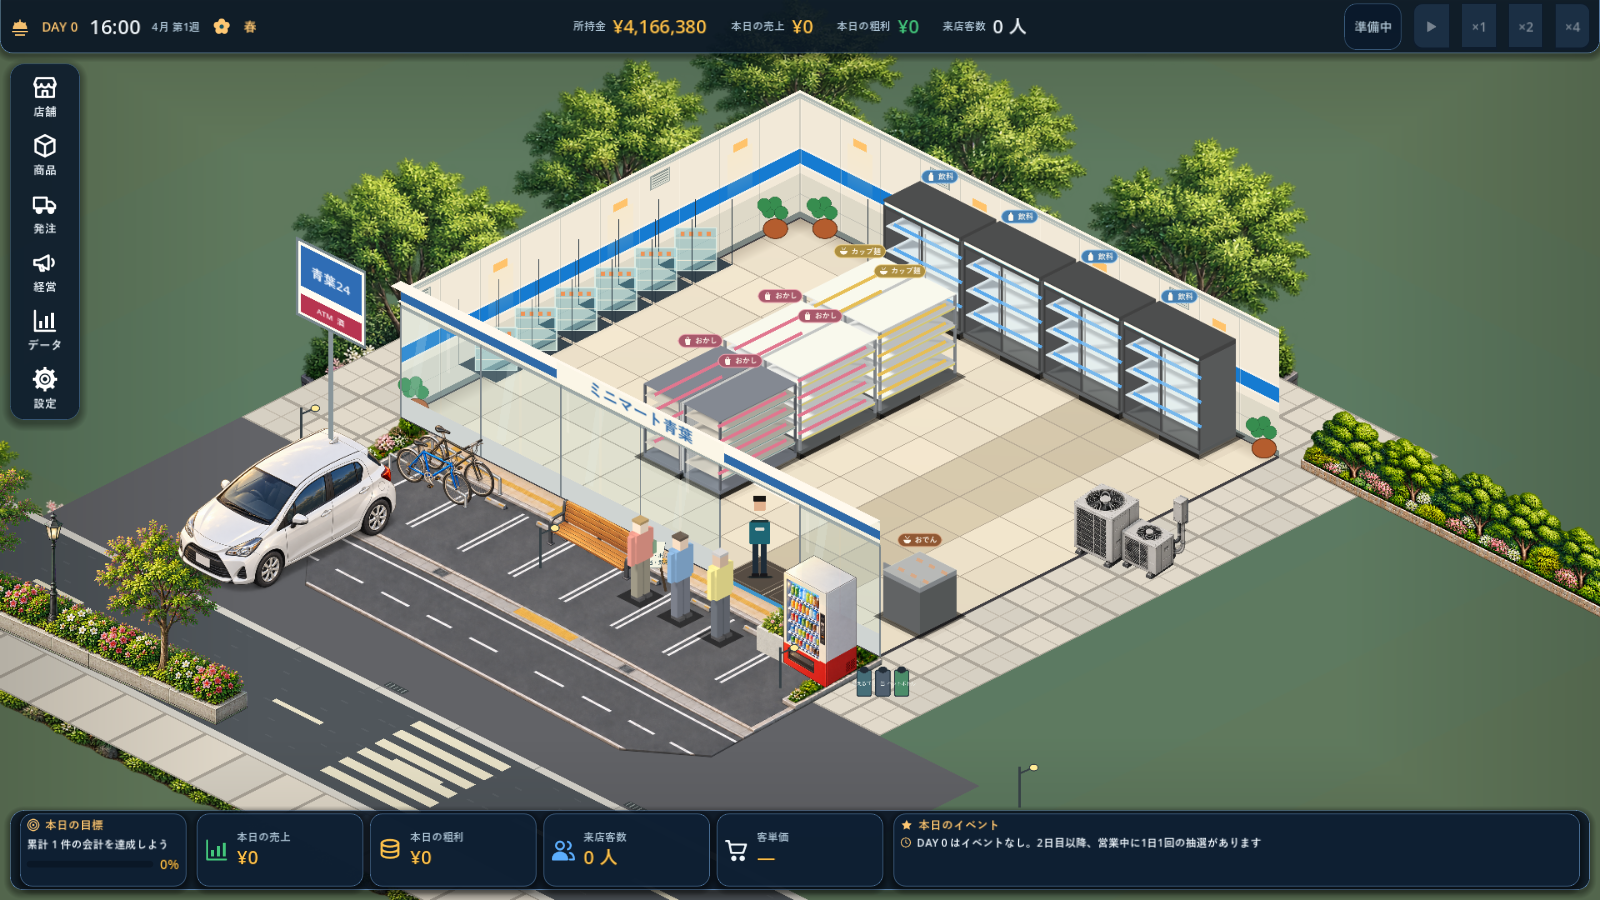 DAY 0 16:00 4月 第1週 春
所持金 ¥4,166,380 本日の売上 ¥0 本日の粗利 ¥0 来店客数 0 人
準備中 ▶ ×1 ×2 ×4
店舗
商品
発注
経営
データ
設定
飲料
飲料
飲料
飲料
カップ麺
カップ麺
おかし
おかし
おかし
おかし
青葉24
ATM 酒
ミニマート青葉
おでん
本日の目標
累計 1 件の会計を達成しよう
0%
本日の売上
¥0
本日の粗利
¥0
来店客数
0 人
客単価
—
本日のイベント
DAY 0 はイベントなし。2日目以降、営業中に1日1回の抽選があります